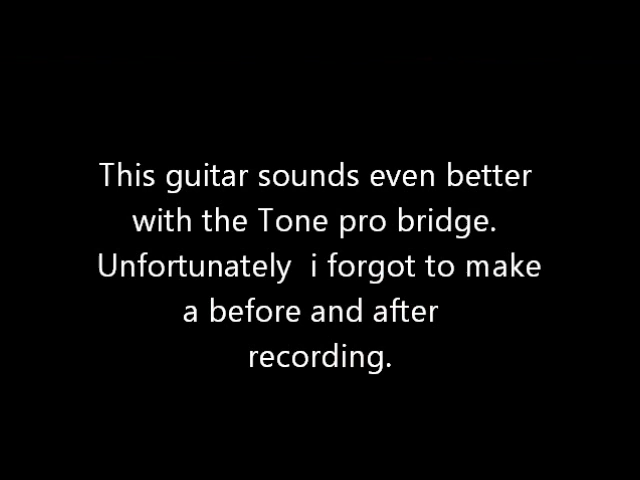 This guitar sounds even better
with the Tone pro bridge.
Unfortunately  i forgot to make
a before and after
recording.